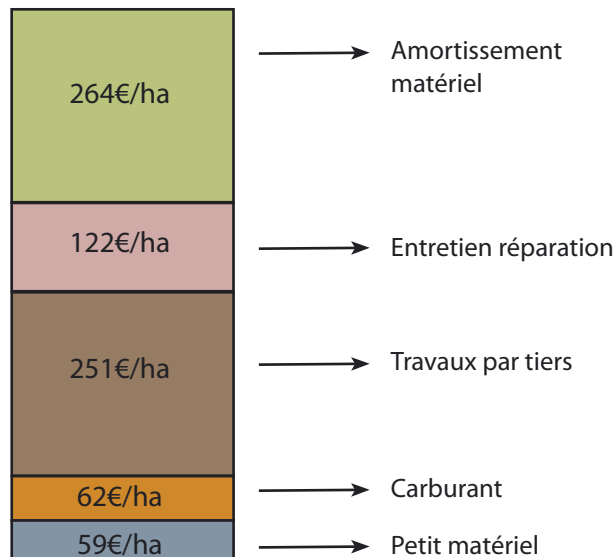 264€/ha
Amortissement
matériel
122€/ha
Entretien réparation
251€/ha
Travaux par tiers
62€/ha
Carburant
59€/ha
Petit matériel